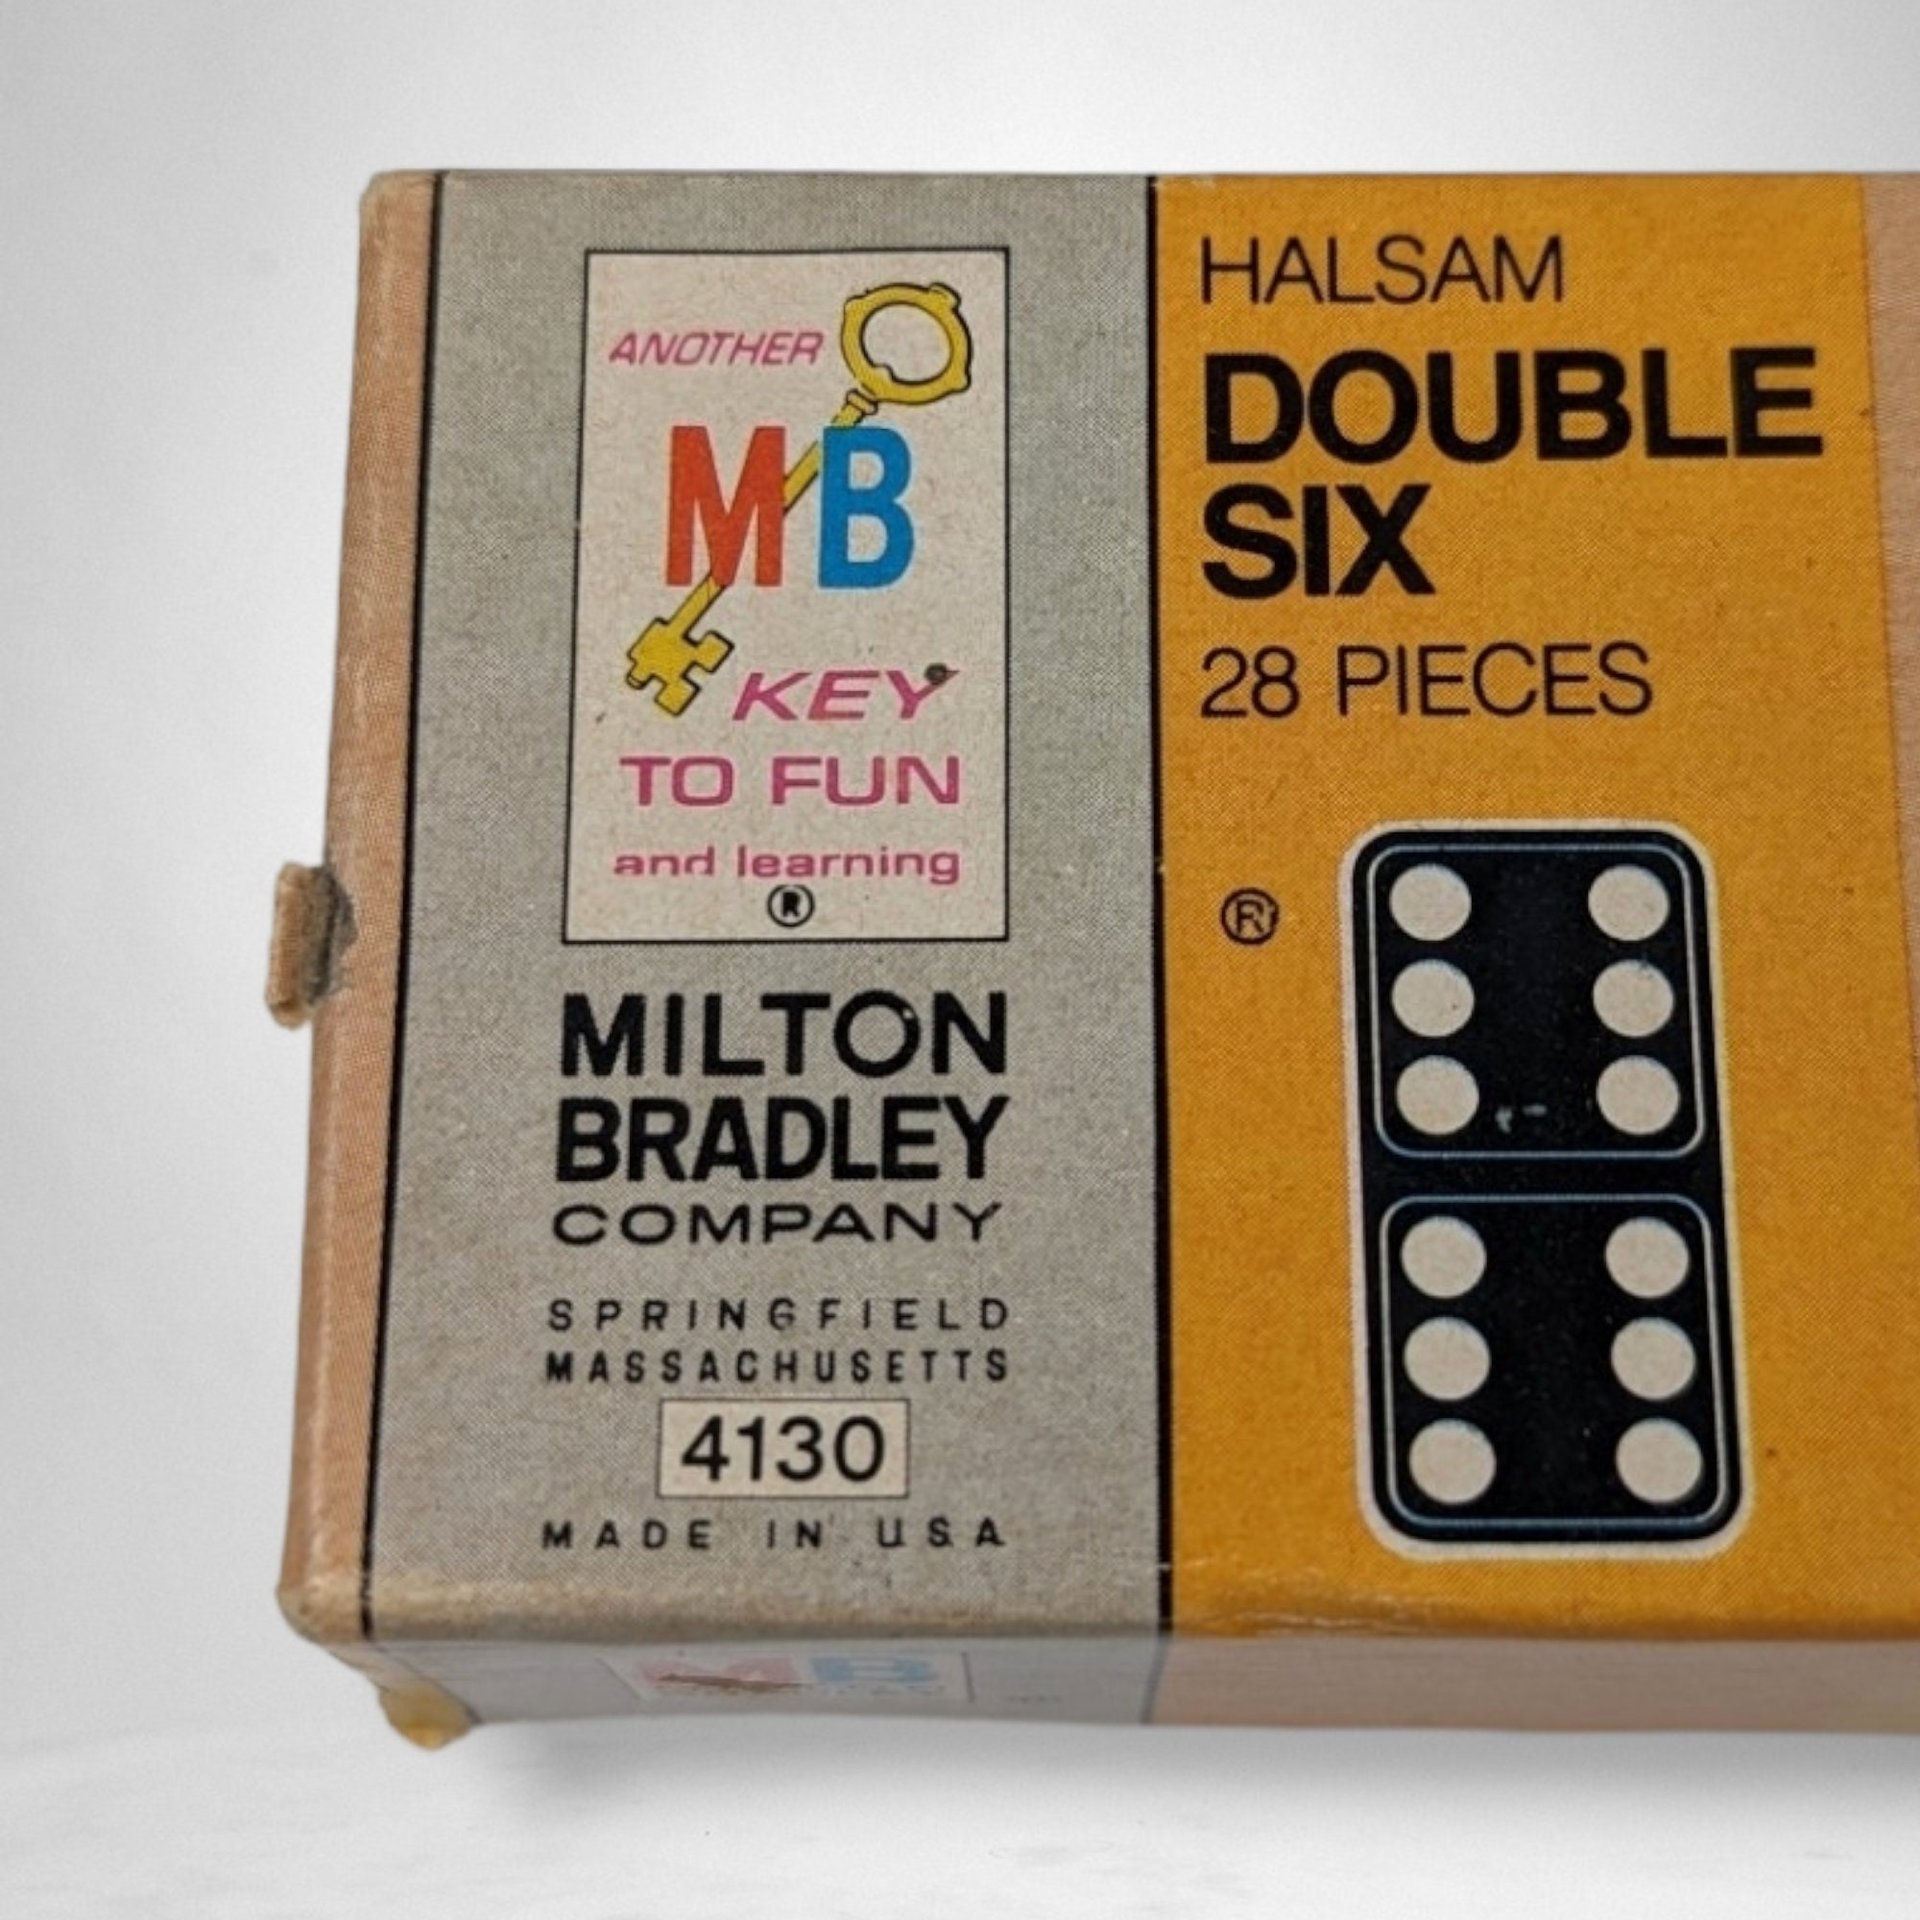 ANOTHER
MB
KEY
TO FUN
and learning
®
MILTON
BRADLEY
COMPANY
SPRINGFIELD
MASSACHUSETTS
4130
MADE IN USA
HALSAM
DOUBLE
SIX
28 PIECES
®